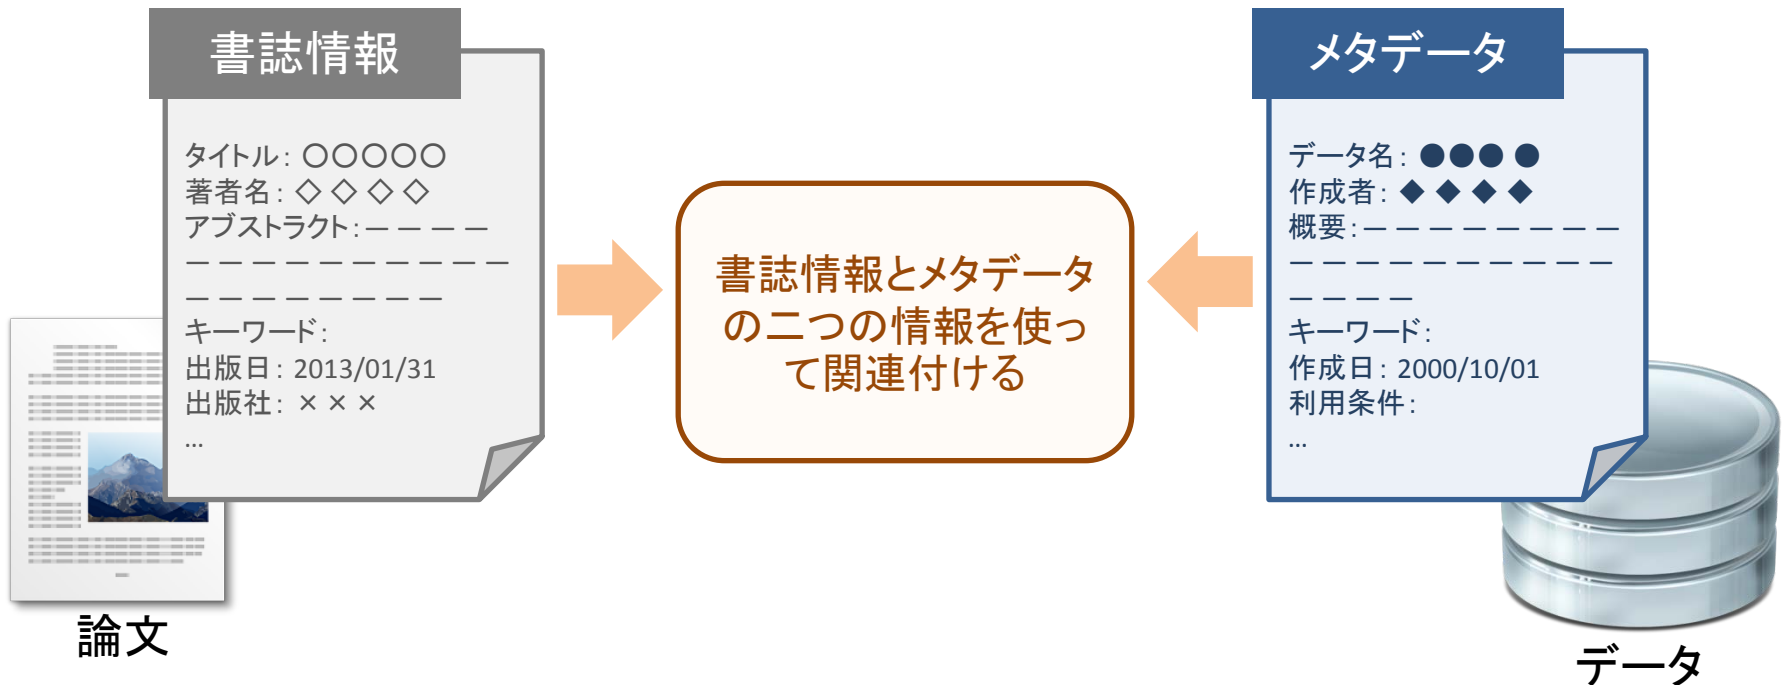 書誌情報
タイトル: 〇〇〇〇〇
著者名: ◇ ◇ ◇ ◇
アブストラクト: ― ― ― ―
― ― ― ― ― ― ― ― ― ―
― ― ― ― ― ― ― ―
キーワード:
出版日: 2013/01/31
出版社: × × ×
…
論文
書誌情報とメタデータ
の二つの情報を使っ
て関連付ける
メタデータ
データ名: ●●● ●
作成者: ◆ ◆ ◆ ◆
概要: ― ― ― ― ― ― ― ―
― ― ― ― ― ― ― ― ― ―
― ― ― ―
キーワード:
作成日: 2000/10/01
利用条件:
…
データ